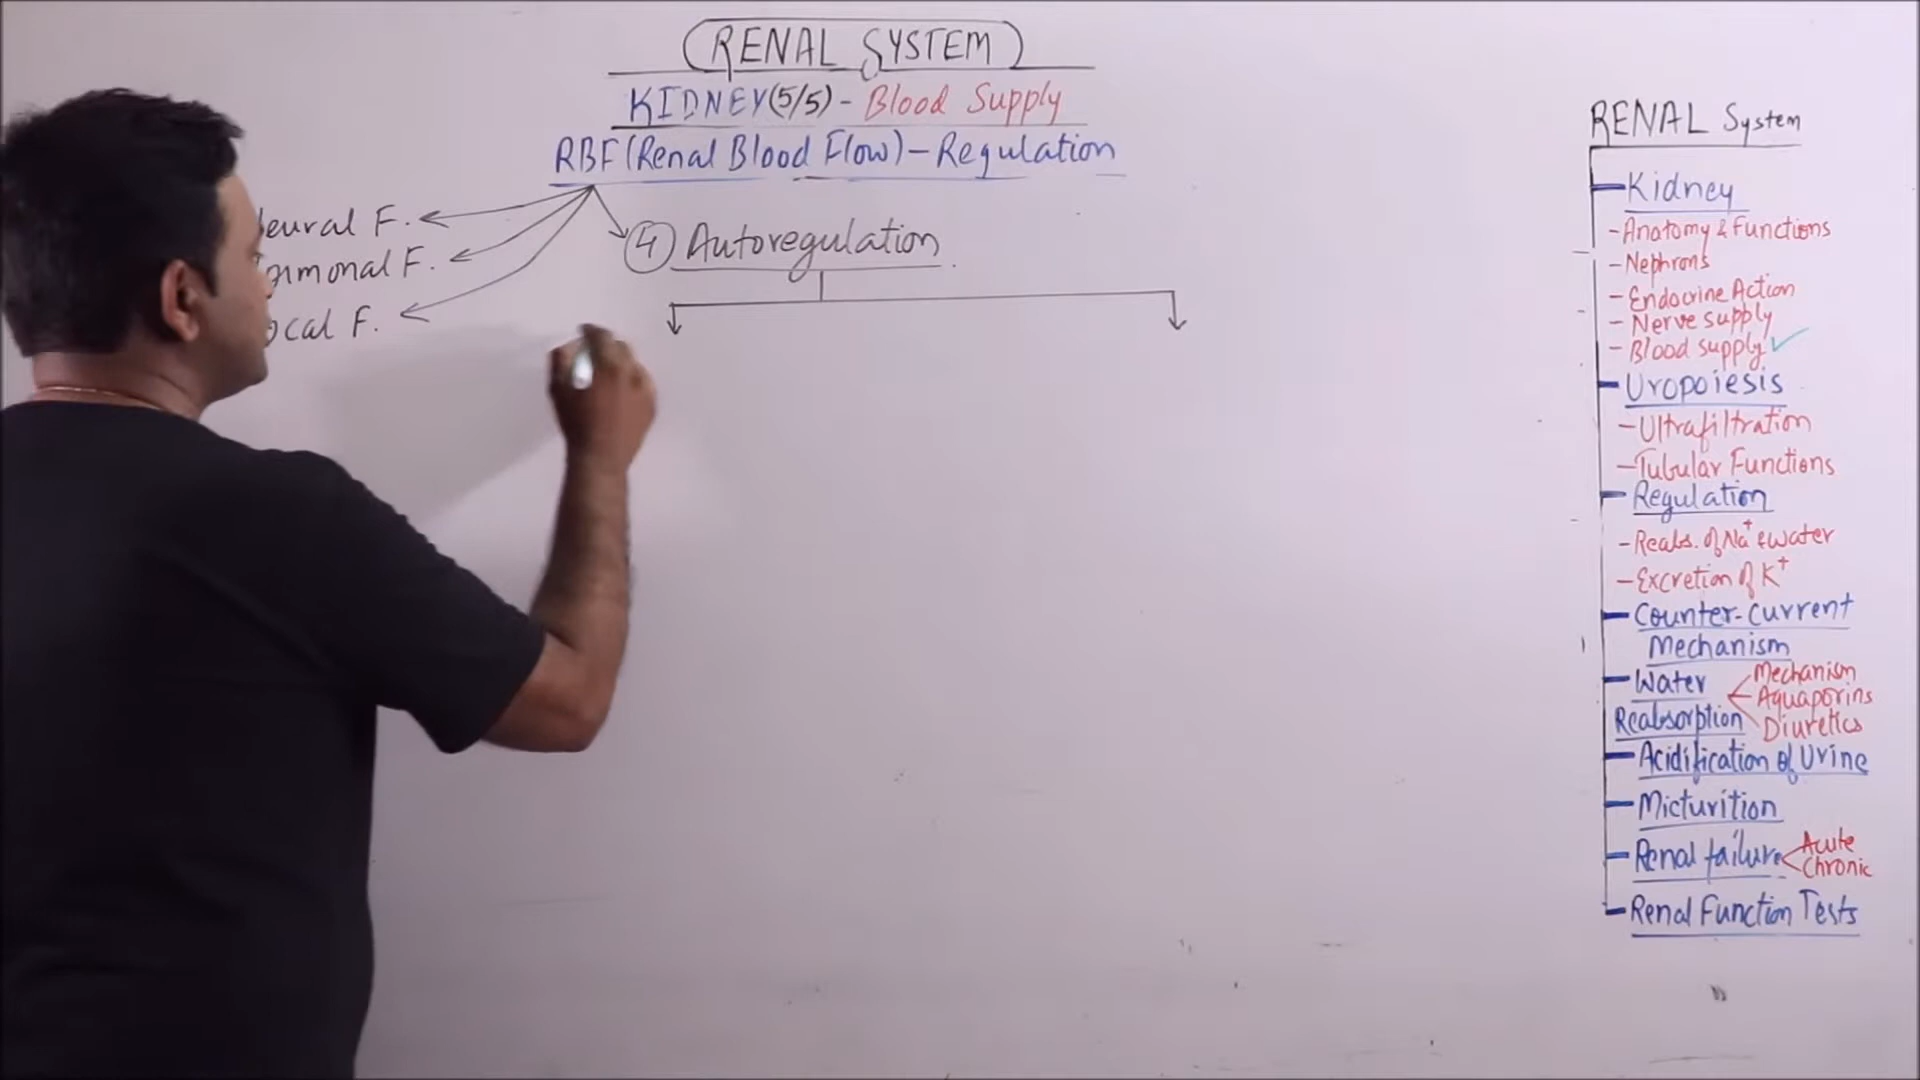 RENAL SYSTEM
KIDNEY(5/5) - Blood Supply
RBF (Renal Blood Flow) - Regulation
F.
F.
F.
4 Autoregulation
RENAL System
Kidney
- Anatomy & Functions
- Nephrons
- Endocrine Action
- Nerve supply
- Blood supply ✓
Uropoiesis
- Ultrafiltration
- Tubular Functions
Regulation
- Reabs. of Na+ & water
- Excretion of K+
Counter-current
Mechanism
Water
Reabsorption
Mechanism
Aquaporins
Diuretics
Acidification of Urine
Micturition
Renal failure
Acute
Chronic
Renal Function Tests